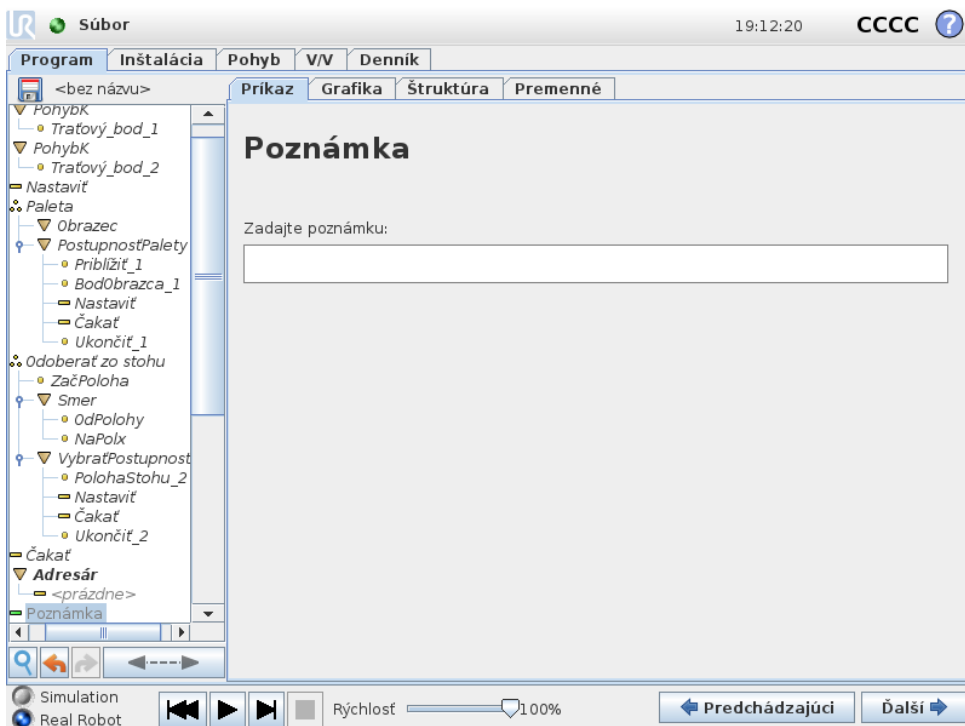 Súbor
19:12:20
CCCC
?
Program Inštalácia Pohyb V/V Denník
<bez názvu>
Príkaz Grafika Štruktúra Premenné
PohybK
Traťový_bod_1
PohybK
Traťový_bod_2
Nastaviť
Paleta
Obrazec
PostupnosťPalety
Priblížiť_1
BodObrazca_1
Nastaviť
Čakať
Ukončiť_1
Odoberať zo stohu
ZačPoloha
Smer
OdPolohy
NaPolx
VybraťPostupnosť
PolohaStohu_2
Nastaviť
Čakať
Ukončiť_2
Čakať
Adresár
<prázdne>
Poznámka
Poznámka
Zadajte poznámku:
Simulation
Real Robot
Rýchlosť
100%
Predchádzajúci
Ďalší